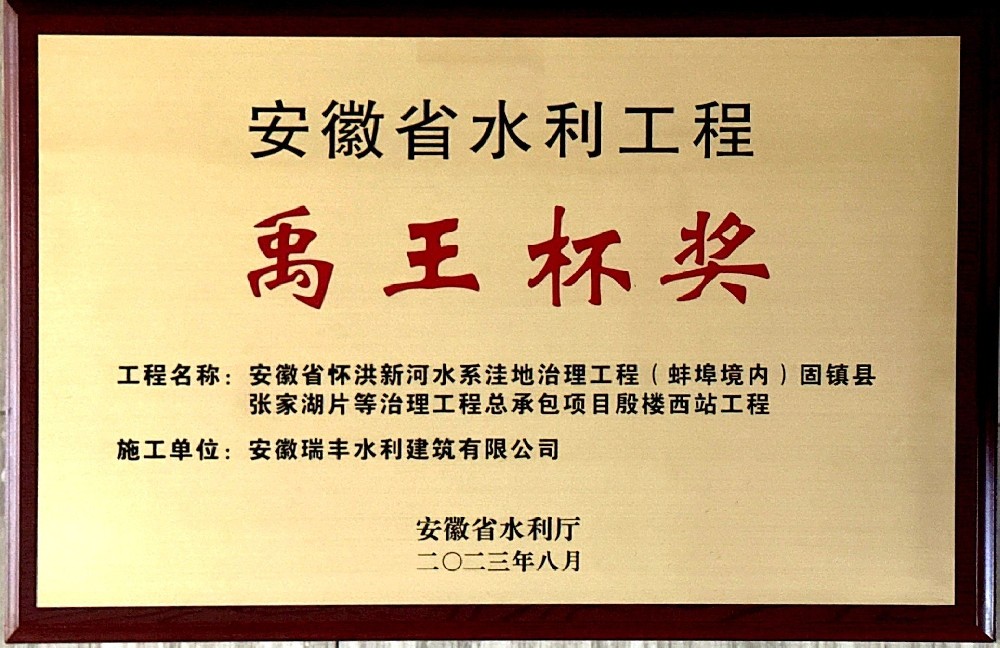 安徽省水利工程
禹王杯奖
工程名称：安徽省怀洪新河水系洼地治理工程（蚌埠境内）固镇县
张家湖片等治理工程总承包项目殷楼西站工程
施工单位：安徽瑞丰水利建筑有限公司
安徽省水利厅
二〇二三年八月